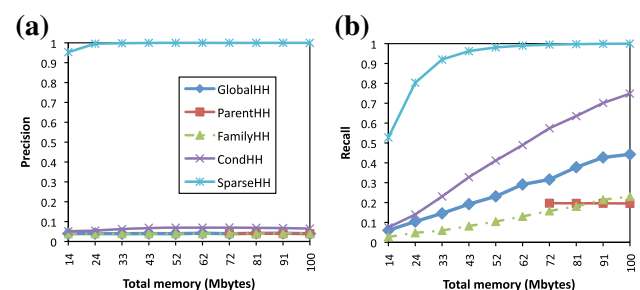 (a)
1
0.9
0.8
0.7
0.6
0.5
0.4
0.3
0.2
0.1
0
Precision
GlobalHH
ParentHH
FamilyHH
CondHH
SparseHH
14 24 33 43 52 62 72 81 91 100
Total memory (Mbytes)
(b)
1
0.9
0.8
0.7
0.6
0.5
0.4
0.3
0.2
0.1
0
Recall
14 24 33 43 52 62 72 81 91 100
Total memory (Mbytes)